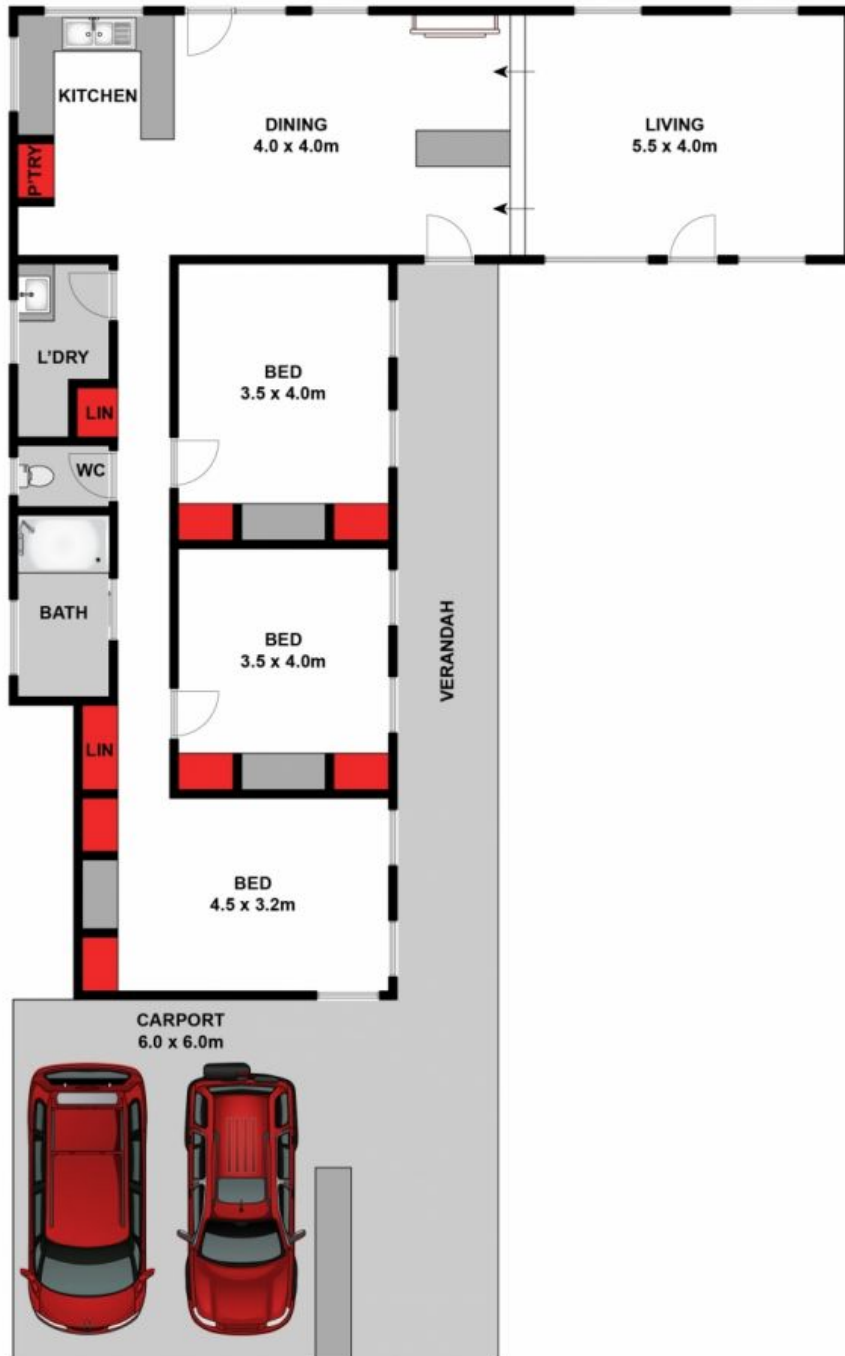 KITCHEN
DINING
4.0 x 4.0m
LIVING
5.5 x 4.0m
P'TRY
L'DRY
LIN
WC
BATH
BED
3.5 x 4.0m
BED
3.5 x 4.0m
VERANDAH
LIN
BED
4.5 x 3.2m
CARPORT
6.0 x 6.0m